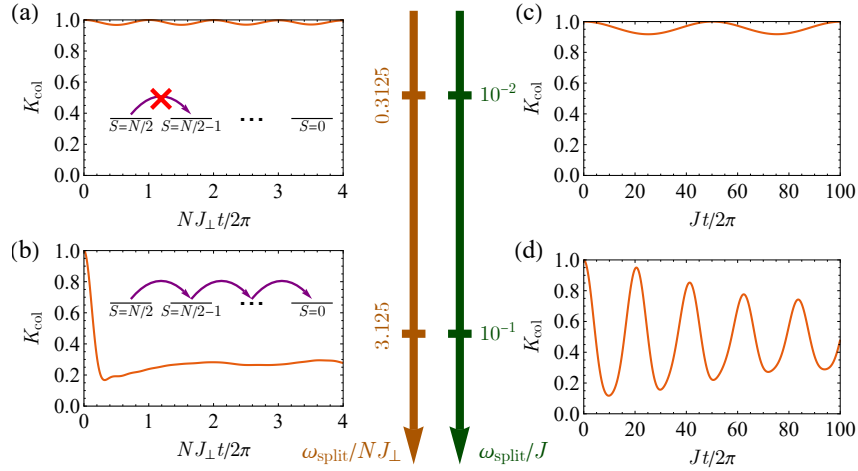 (a)
1.0
0.8
0.6
0.4
0.2
0.0
K_col
S=N/2 S=N/2-1 ... S=0
0 1 2 3 4
NJ⊥t/2π
(b)
1.0
0.8
0.6
0.4
0.2
0.0
K_col
S=N/2 S=N/2-1 ... S=0
0 1 2 3 4
NJ⊥t/2π
0.3125
3.125
ω_split/NJ⊥
10⁻²
10⁻¹
ω_split/J
(c)
1.0
0.8
0.6
0.4
0.2
0.0
K_col
0 20 40 60 80 100
Jt/2π
(d)
1.0
0.8
0.6
0.4
0.2
0.0
K_col
0 20 40 60 80 100
Jt/2π